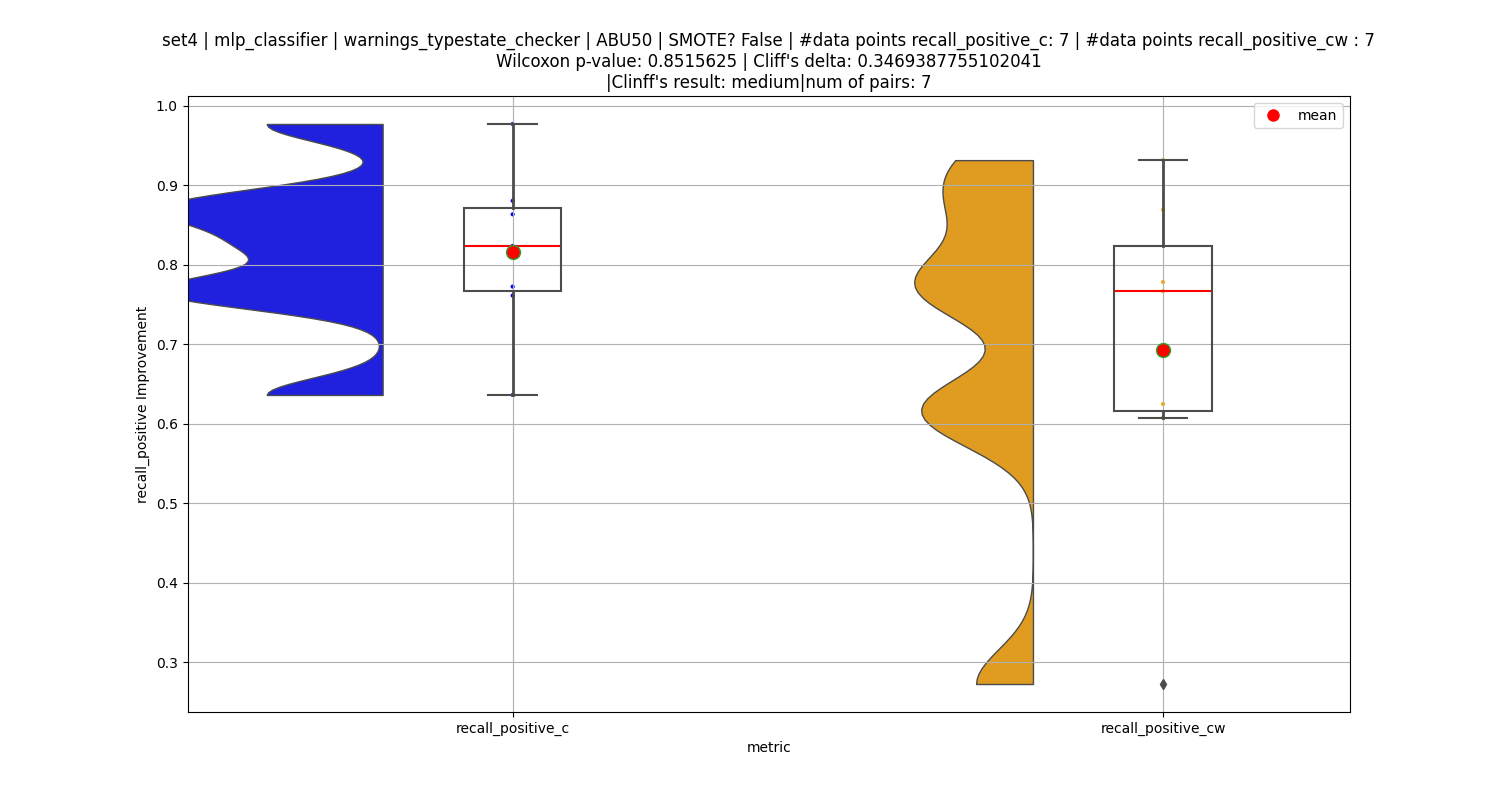 set4 | mlp_classifier | warnings_typestate_checker | ABU50 | SMOTE? False | #data points recall_positive_c: 7 | #data points recall_positive_cw : 7
Wilcoxon p-value: 0.8515625 | Cliff's delta: 0.3469387755102041
|Clinff's result: medium|num of pairs: 7
mean
1.0
0.9
0.8
0.7
0.6
0.5
0.4
0.3
recall_positive Improvement
recall_positive_c
recall_positive_cw
metric